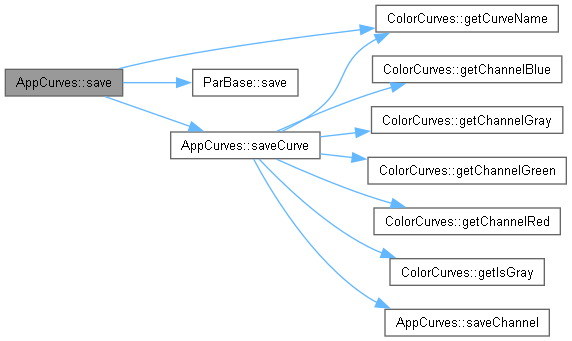 AppCurves::save
ColorCurves::getCurveName
ParBase::save
AppCurves::saveCurve
ColorCurves::getChannelBlue
ColorCurves::getChannelGray
ColorCurves::getChannelGreen
ColorCurves::getChannelRed
ColorCurves::getIsGray
AppCurves::saveChannel